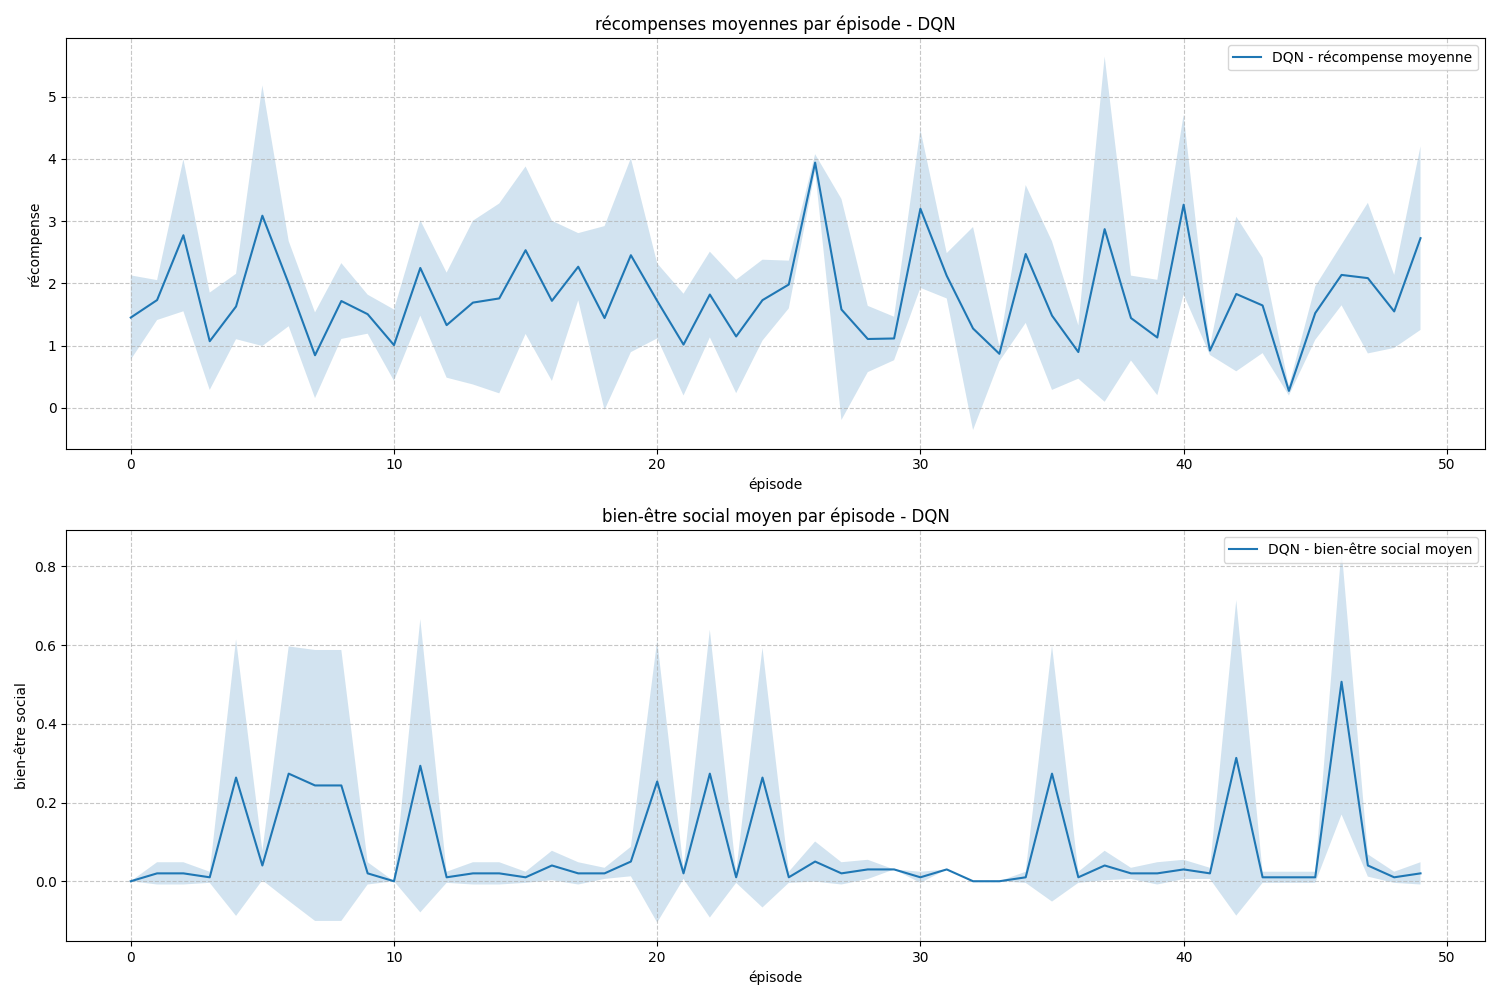 récompenses moyennes par épisode - DQN
DQN - récompense moyenne
récompense
5
4
3
2
1
0
0 10 20 30 40 50
épisode
bien-être social moyen par épisode - DQN
DQN - bien-être social moyen
bien-être social
0.8
0.6
0.4
0.2
0.0
0 10 20 30 40 50
épisode